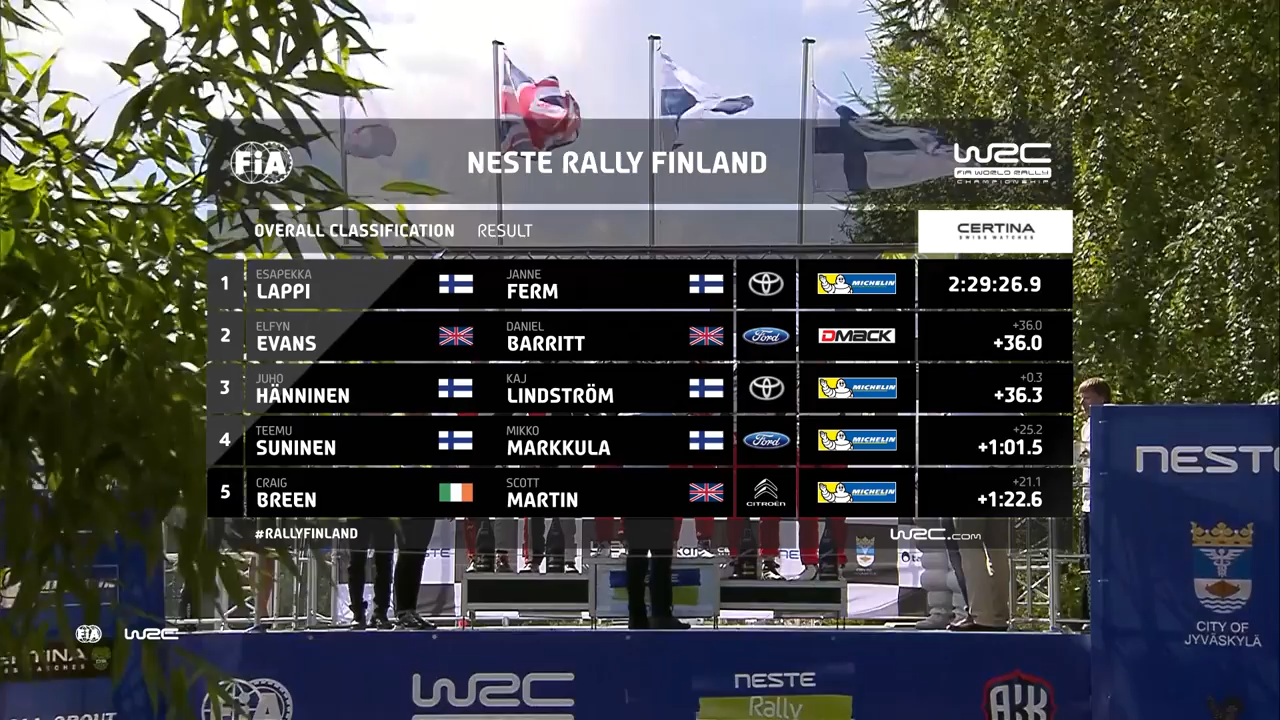 FiA
NESTE RALLY FINLAND
WRC
FIA WORLD RALLY
CHAMPIONSHIP
OVERALL CLASSIFICATION RESULT
CERTINA
SWISS WATCHES
1 ESAPEKKA LAPPI JANNE FERM MICHELIN 2:29:26.9
2 ELFYN EVANS DANIEL BARRITT Ford DMACK +36.0 +36.0
3 JUHO HÄNNINEN KAJ LINDSTRÖM MICHELIN +0.3 +36.3
4 TEEMU SUNINEN MIKKO MARKKULA Ford MICHELIN +25.2 +1:01.5
5 CRAIG BREEN SCOTT MARTIN CITROËN MICHELIN +21.1 +1:22.6
#RALLYFINLAND
WRC.COM
NESTE
CITY OF
JYVÄSKYLÄ
FIA WRC
WRC
NESTE
Rally
AKK